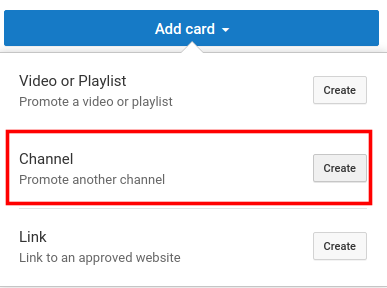 Add card
Video or Playlist
Promote a video or playlist
Create
Channel
Promote another channel
Create
Link
Link to an approved website
Create